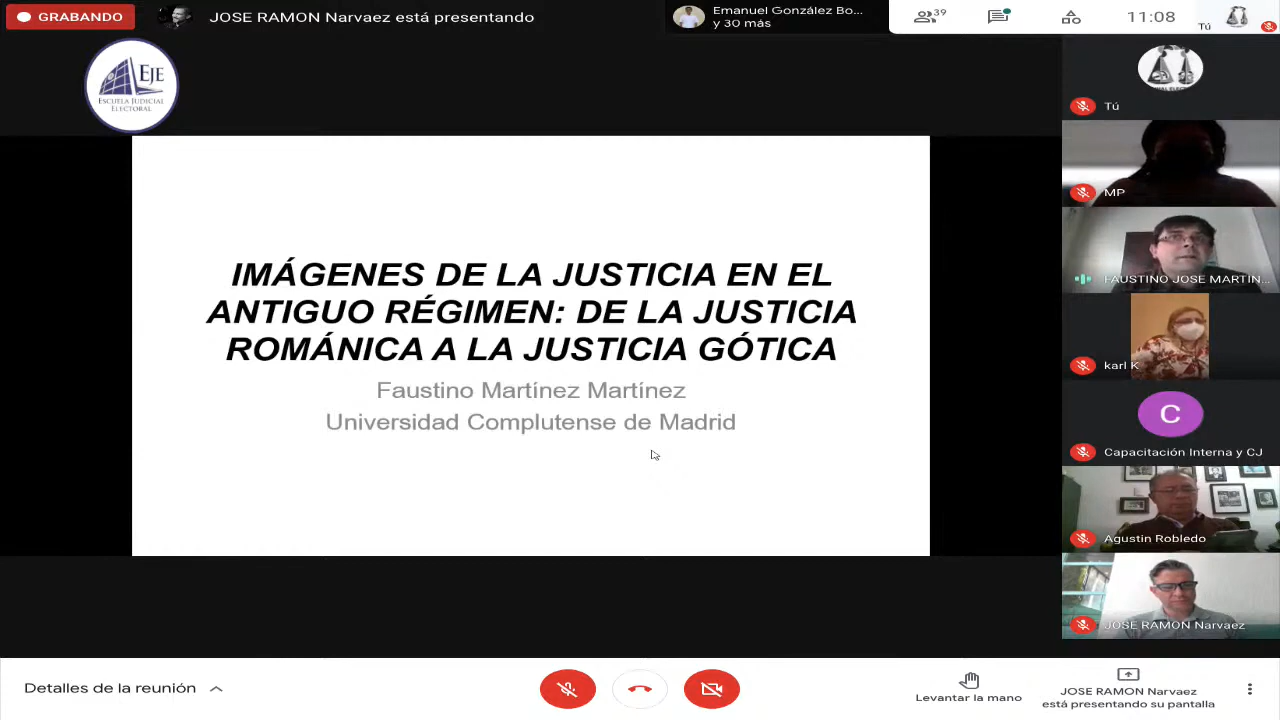 GRABANDO
JOSE RAMON Narvaez está presentando
Emanuel González Bo...
y 30 más
39
11:08
Tú
EJE
ESCUELA JUDICIAL
ELECTORAL
Tú
MP
FAUSTINO JOSE MARTÍN...
karl K
C
Capacitación Interna y CJ
Agustin Robledo
JOSE RAMON Narvaez
IMÁGENES DE LA JUSTICIA EN EL
ANTIGUO RÉGIMEN: DE LA JUSTICIA
ROMÁNICA A LA JUSTICIA GÓTICA
Faustino Martínez Martínez
Universidad Complutense de Madrid
Detalles de la reunión
Levantar la mano
JOSE RAMON Narvaez
está presentando su pantalla